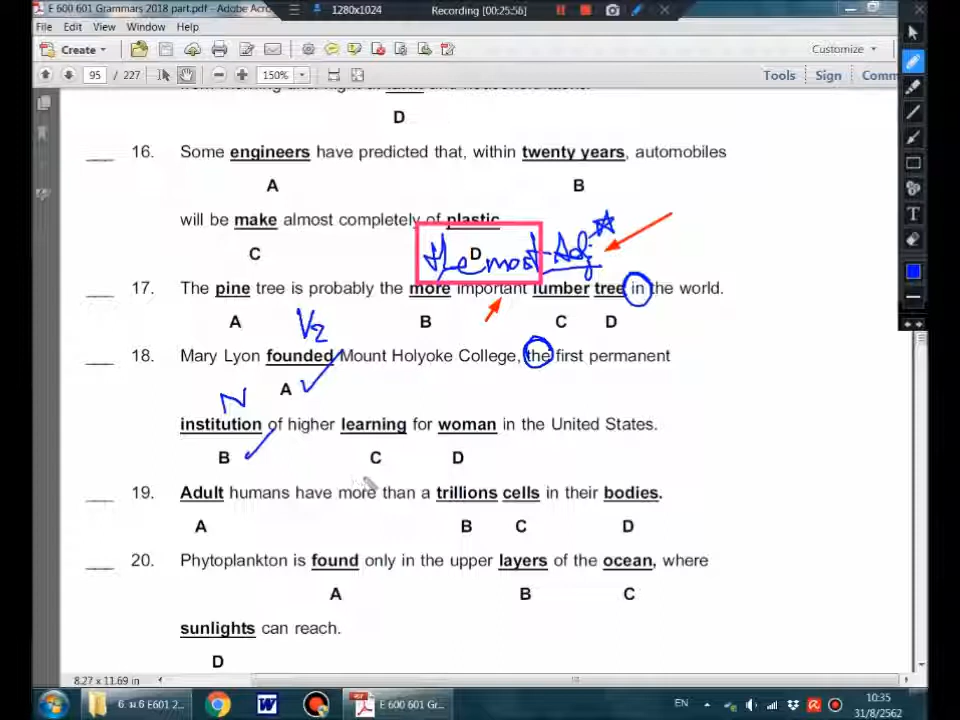 E 600 601 Grammars 2018 part.pdf - Adobe Acr
1280x1024
Recording [00:25:56]
File Edit View Window Help
Create
Customize
95 / 227
150%
Tools Sign Comm
D
16. Some engineers have predicted that, within twenty years, automobiles
A B
will be make almost completely of plastic
C D
the most Adj
17. The pine tree is probably the more important lumber tree in the world.
A B C D
V2
18. Mary Lyon founded Mount Holyoke College, the first permanent
A
N
institution of higher learning for woman in the United States.
B C D
19. Adult humans have more than a trillions cells in their bodies.
A B C D
20. Phytoplankton is found only in the upper layers of the ocean, where
A B C
sunlights can reach.
D
8.27 x 11.69 in
E 600 601 Gr...
EN
10:35
31/8/2562